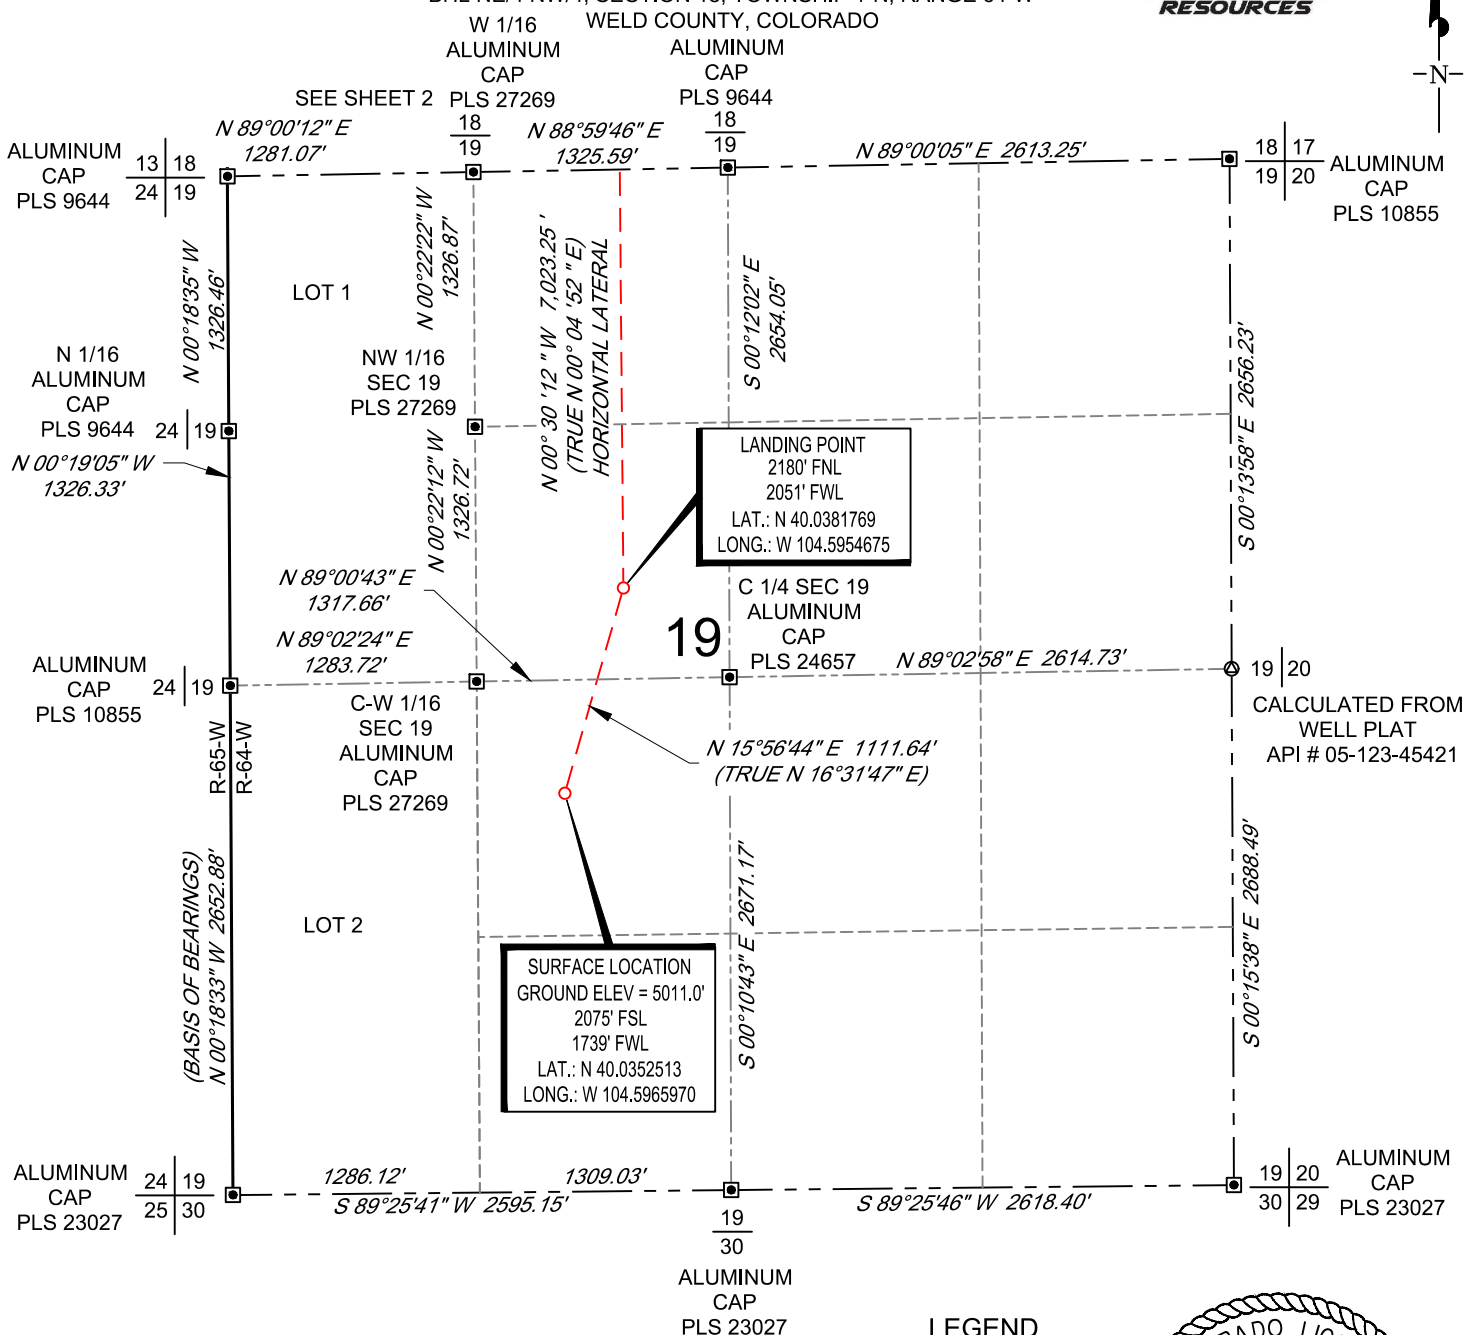 RESOURCES
WELD COUNTY, COLORADO
W 1/16
ALUMINUM
CAP
PLS 27269
ALUMINUM
CAP
PLS 9644
SEE SHEET 2
-N-
18
19
18
19
N 89°00'12" E
1281.07'
N 88°59'46" E
1325.59'
N 89°00'05" E 2613.25'
ALUMINUM
CAP
PLS 9644
13 18
24 19
18 17
19 20
ALUMINUM
CAP
PLS 10855
N 00°18'35" W
1326.46'
LOT 1
N 00°22'22" W
1326.87'
N 00° 30 '12 " W 7,023.25 '
(TRUE N 00° 04 '52 " E)
HORIZONTAL LATERAL
S 00°12'02" E
2654.05'
S 00°13'58" E 2656.23'
N 1/16
ALUMINUM
CAP
PLS 9644
24 19
NW 1/16
SEC 19
PLS 27269
N 00°19'05" W
1326.33'
N 00°22'12" W
1326.72'
LANDING POINT
2180' FNL
2051' FWL
LAT.: N 40.0381769
LONG.: W 104.5954675
N 89°00'43" E
1317.66'
N 89°02'24" E
1283.72'
19
C 1/4 SEC 19
ALUMINUM
CAP
PLS 24657
N 89°02'58" E 2614.73'
ALUMINUM
CAP
PLS 10855
24 19
19 20
CALCULATED FROM
WELL PLAT
API # 05-123-45421
C-W 1/16
SEC 19
ALUMINUM
CAP
PLS 27269
R-65-W
R-64-W
N 15°56'44" E 1111.64'
(TRUE N 16°31'47" E)
(BASIS OF BEARINGS)
N 00°18'33" W 2652.88'
LOT 2
S 00°10'43" E 2671.17'
S 00°15'38" E 2688.49'
SURFACE LOCATION
GROUND ELEV = 5011.0'
2075' FSL
1739' FWL
LAT.: N 40.0352513
LONG.: W 104.5965970
ALUMINUM
CAP
PLS 23027
24 19
25 30
1286.12'
1309.03'
S 89°25'41" W 2595.15'
S 89°25'46" W 2618.40'
19 20
30 29
ALUMINUM
CAP
PLS 23027
19
30
ALUMINUM
CAP
PLS 23027
LEGEND